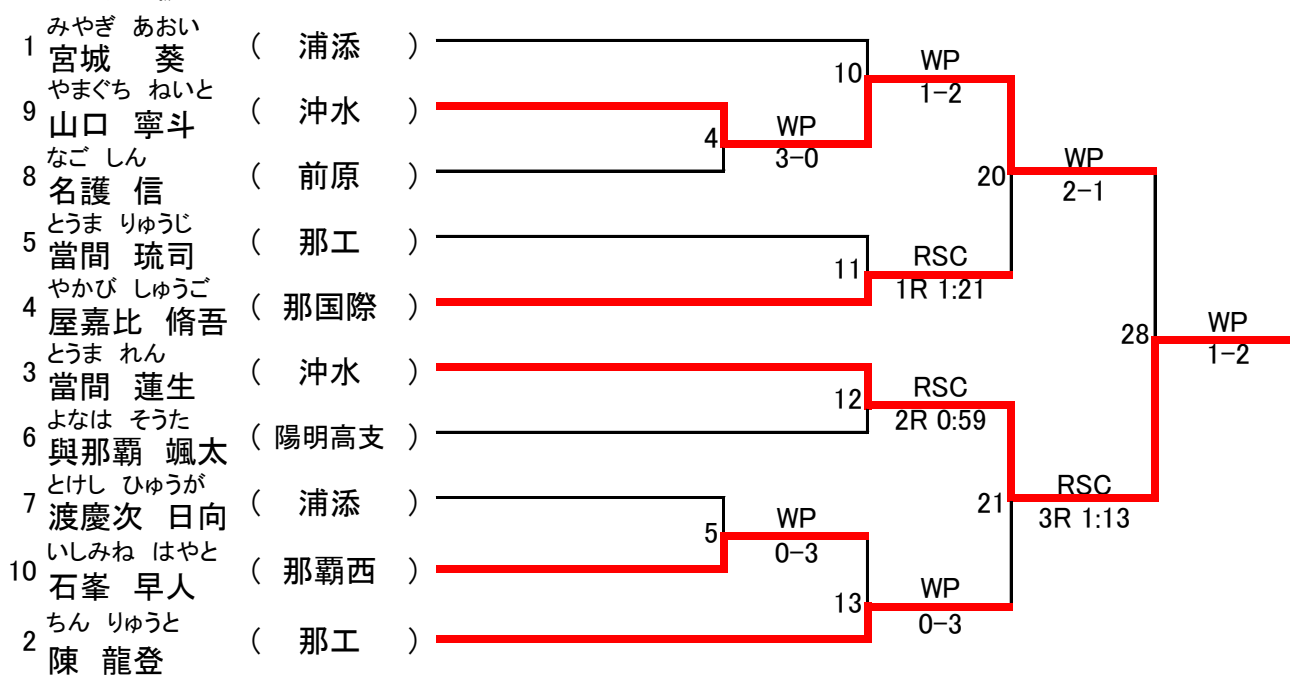 みやぎ あおい
1 宮城 葵 ( 浦添 )
やまぐち ねいと
9 山口 寧斗 ( 沖水 )
なご しん
8 名護 信 ( 前原 )
とうま りゅうじ
5 當間 琉司 ( 那工 )
やかび しゅうご
4 屋嘉比 脩吾 ( 那国際 )
とうま れん
3 當間 蓮生 ( 沖水 )
よなは そうた
6 與那覇 颯太 ( 陽明高支 )
とけし ひゅうが
7 渡慶次 日向 ( 浦添 )
いしみね はやと
10 石峯 早人 ( 那覇西 )
ちん りゅうと
2 陳 龍登 ( 那工 )
4
WP
3-0
5
WP
0-3
10
WP
1-2
11
RSC
1R 1:21
12
RSC
2R 0:59
13
WP
0-3
20
WP
2-1
21
RSC
3R 1:13
28
WP
1-2